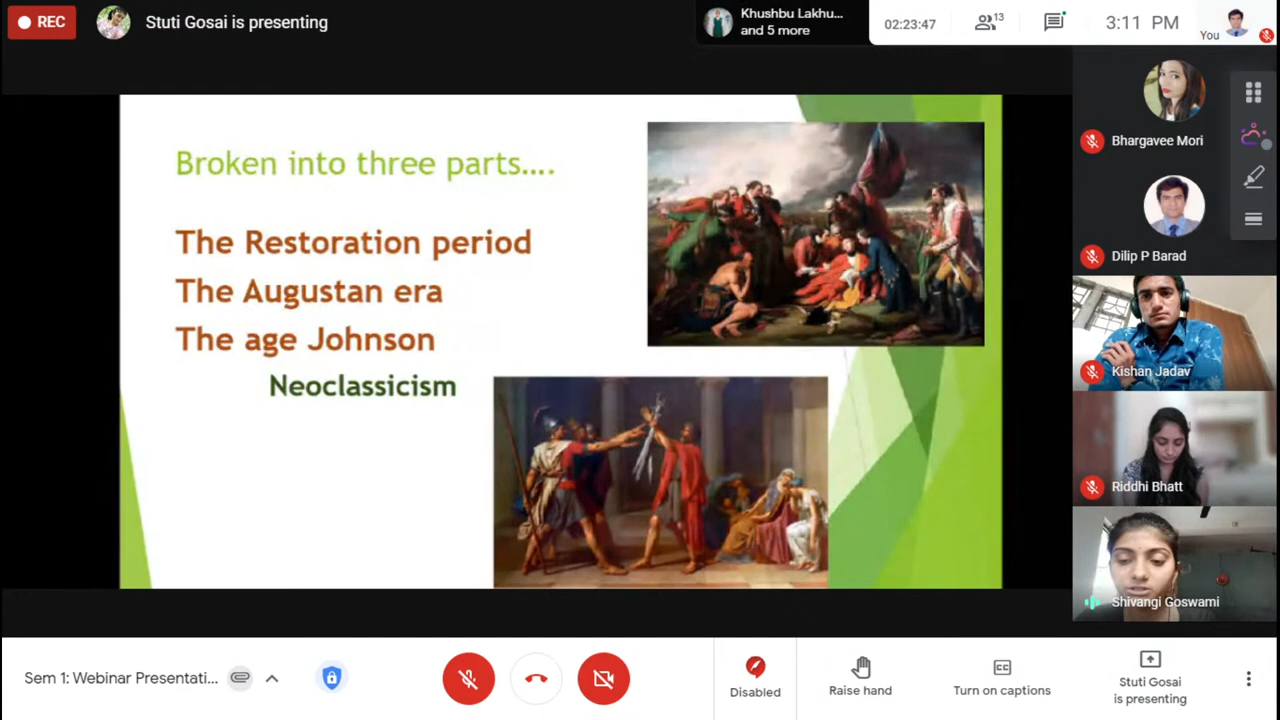 REC
Stuti Gosai is presenting
Khushbu Lakhu...
and 5 more
02:23:47
13
3:11 PM
You
Broken into three parts....
The Restoration period
The Augustan era
The age Johnson
Neoclassicism
Bhargavee Mori
Dilip P Barad
Kishan Jadav
Riddhi Bhatt
Shivangi Goswami
Sem 1: Webinar Presentati...
Disabled
Raise hand
CC
Turn on captions
Stuti Gosai
is presenting